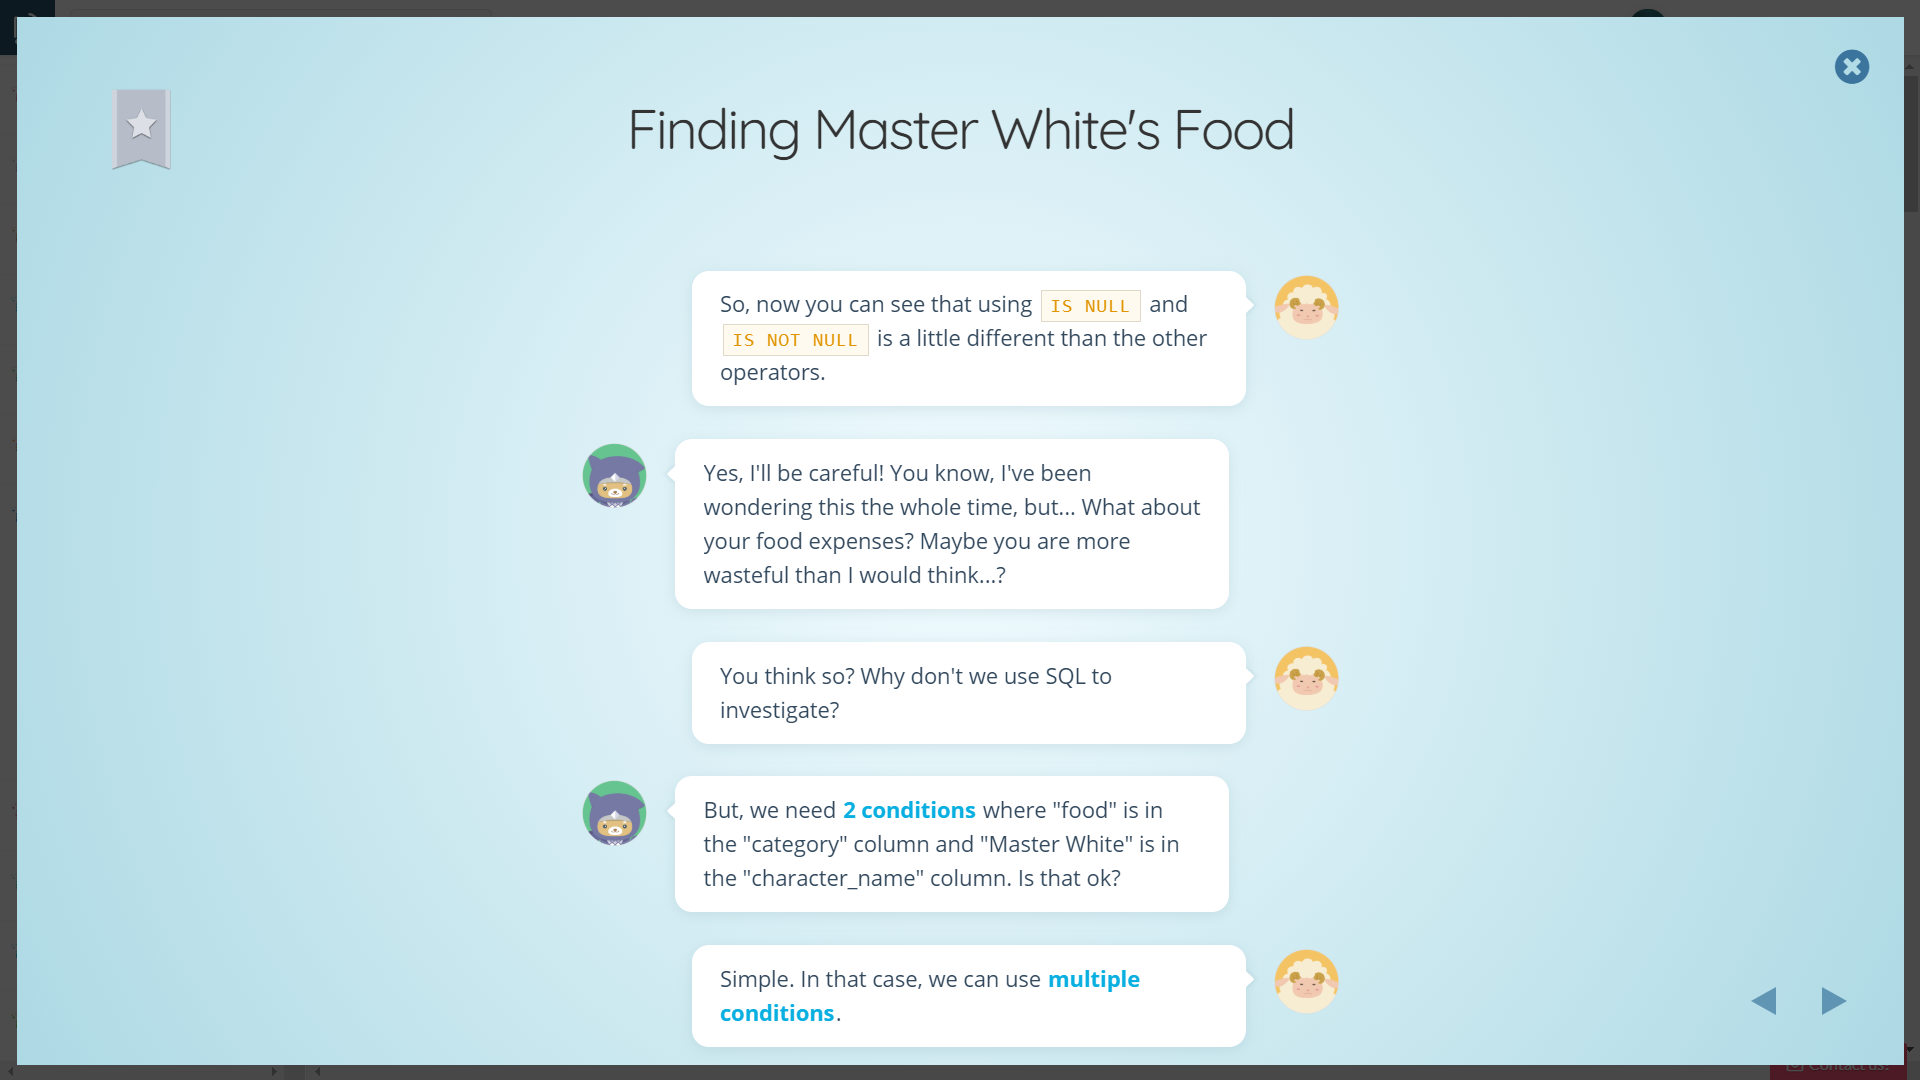 Finding Master White's Food
So, now you can see that using IS NULL and
IS NOT NULL is a little different than the other
operators.
Yes, I'll be careful! You know, I've been
wondering this the whole time, but... What about
your food expenses? Maybe you are more
wasteful than I would think...?
You think so? Why don't we use SQL to
investigate?
But, we need 2 conditions where "food" is in
the "category" column and "Master White" is in
the "character_name" column. Is that ok?
Simple. In that case, we can use multiple
conditions.
Contact us!